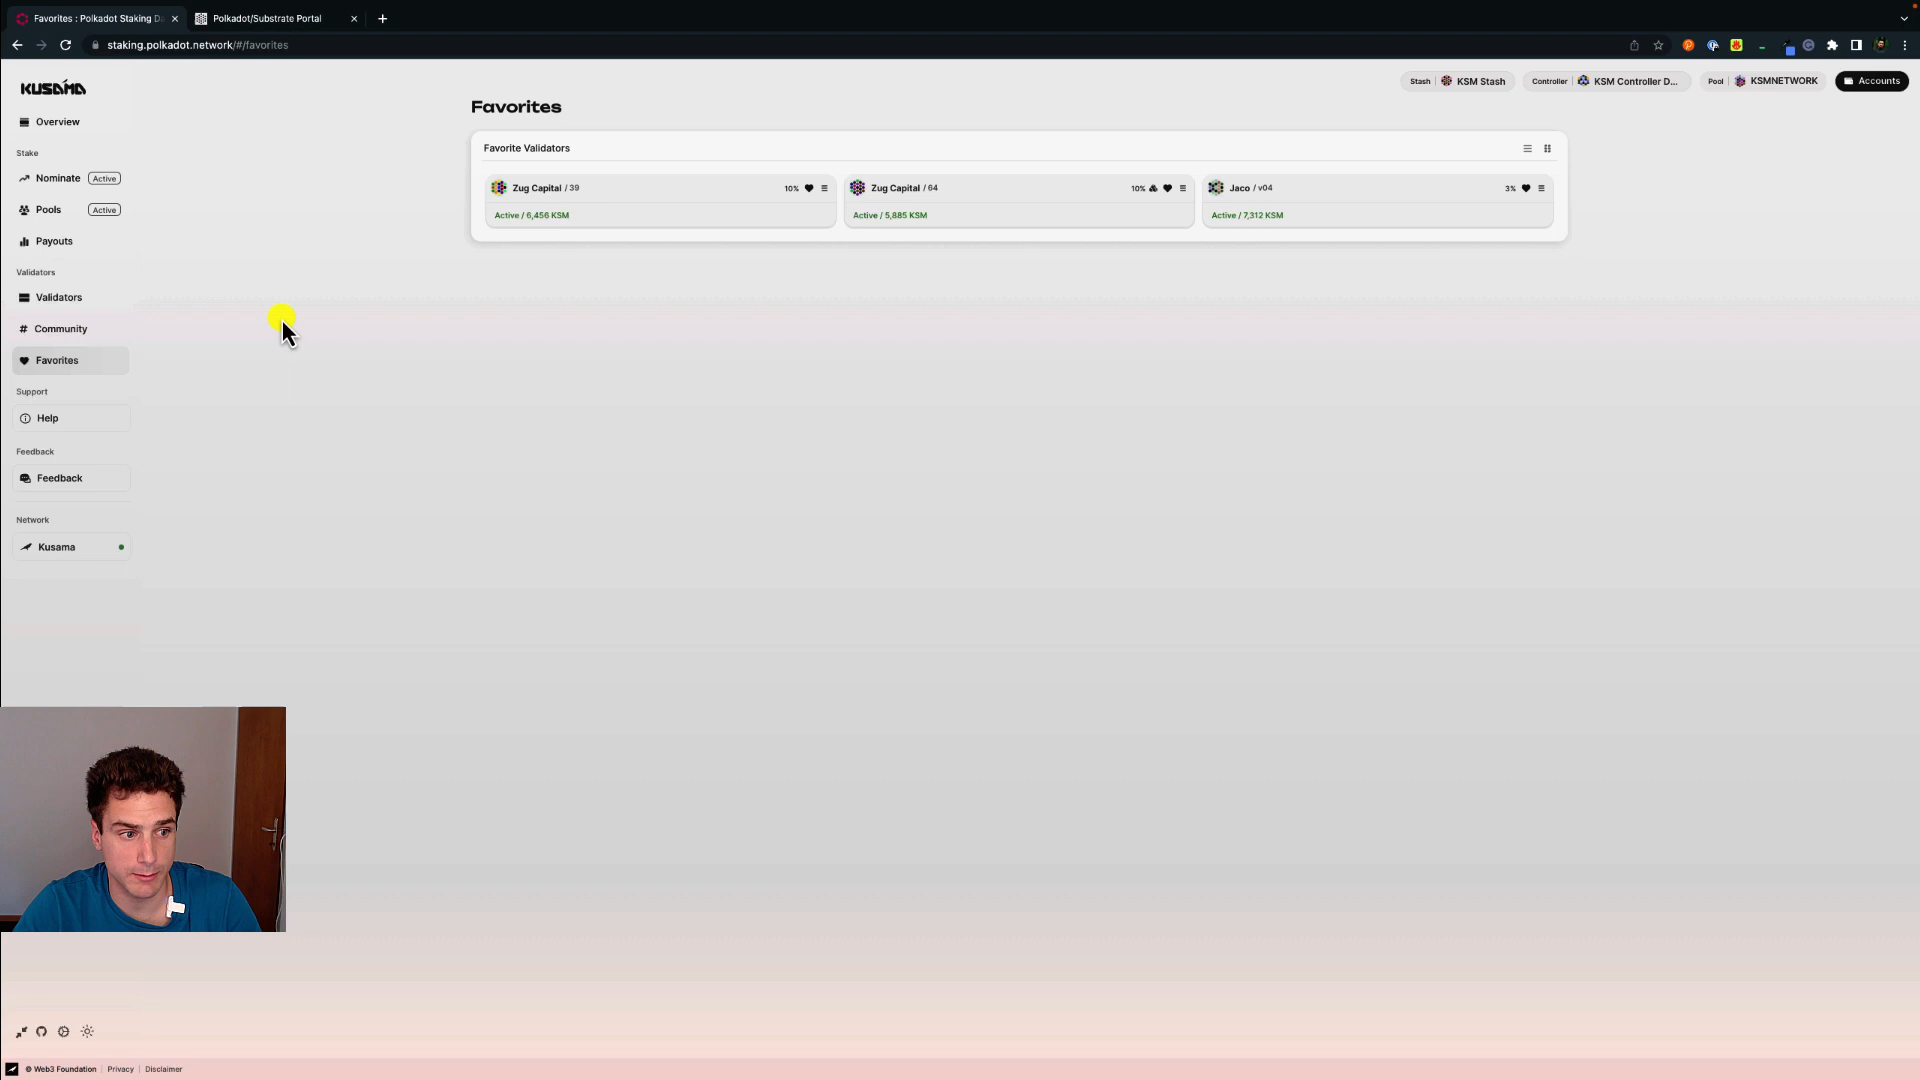 Favorites : Polkadot Staking D
Polkadot/Substrate Portal
staking.polkadot.network/#/favorites
KUSAMA
Stash KSM Stash
Controller KSM Controller D...
Pool KSMNETWORK
Accounts
Favorites
Overview
Favorite Validators
Stake
Nominate Active
Zug Capital / 39 10%
Zug Capital / 64 10%
Jaco / v04 3%
Pools Active
Active / 6,456 KSM
Active / 5,885 KSM
Active / 7,312 KSM
Payouts
Validators
Validators
# Community
Favorites
Support
Help
Feedback
Feedback
Network
Kusama
© Web3 Foundation Privacy Disclaimer